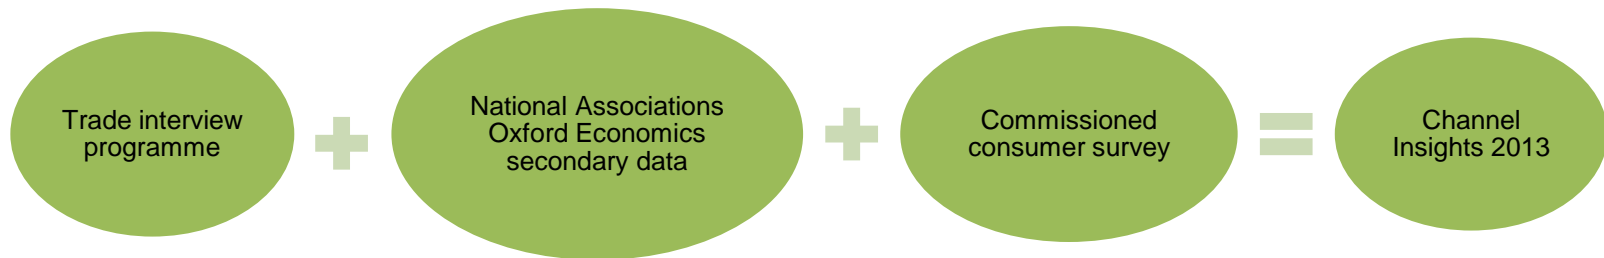 Trade interview
programme
National Associations
Oxford Economics
secondary data
Commissioned
consumer survey
Channel
Insights 2013